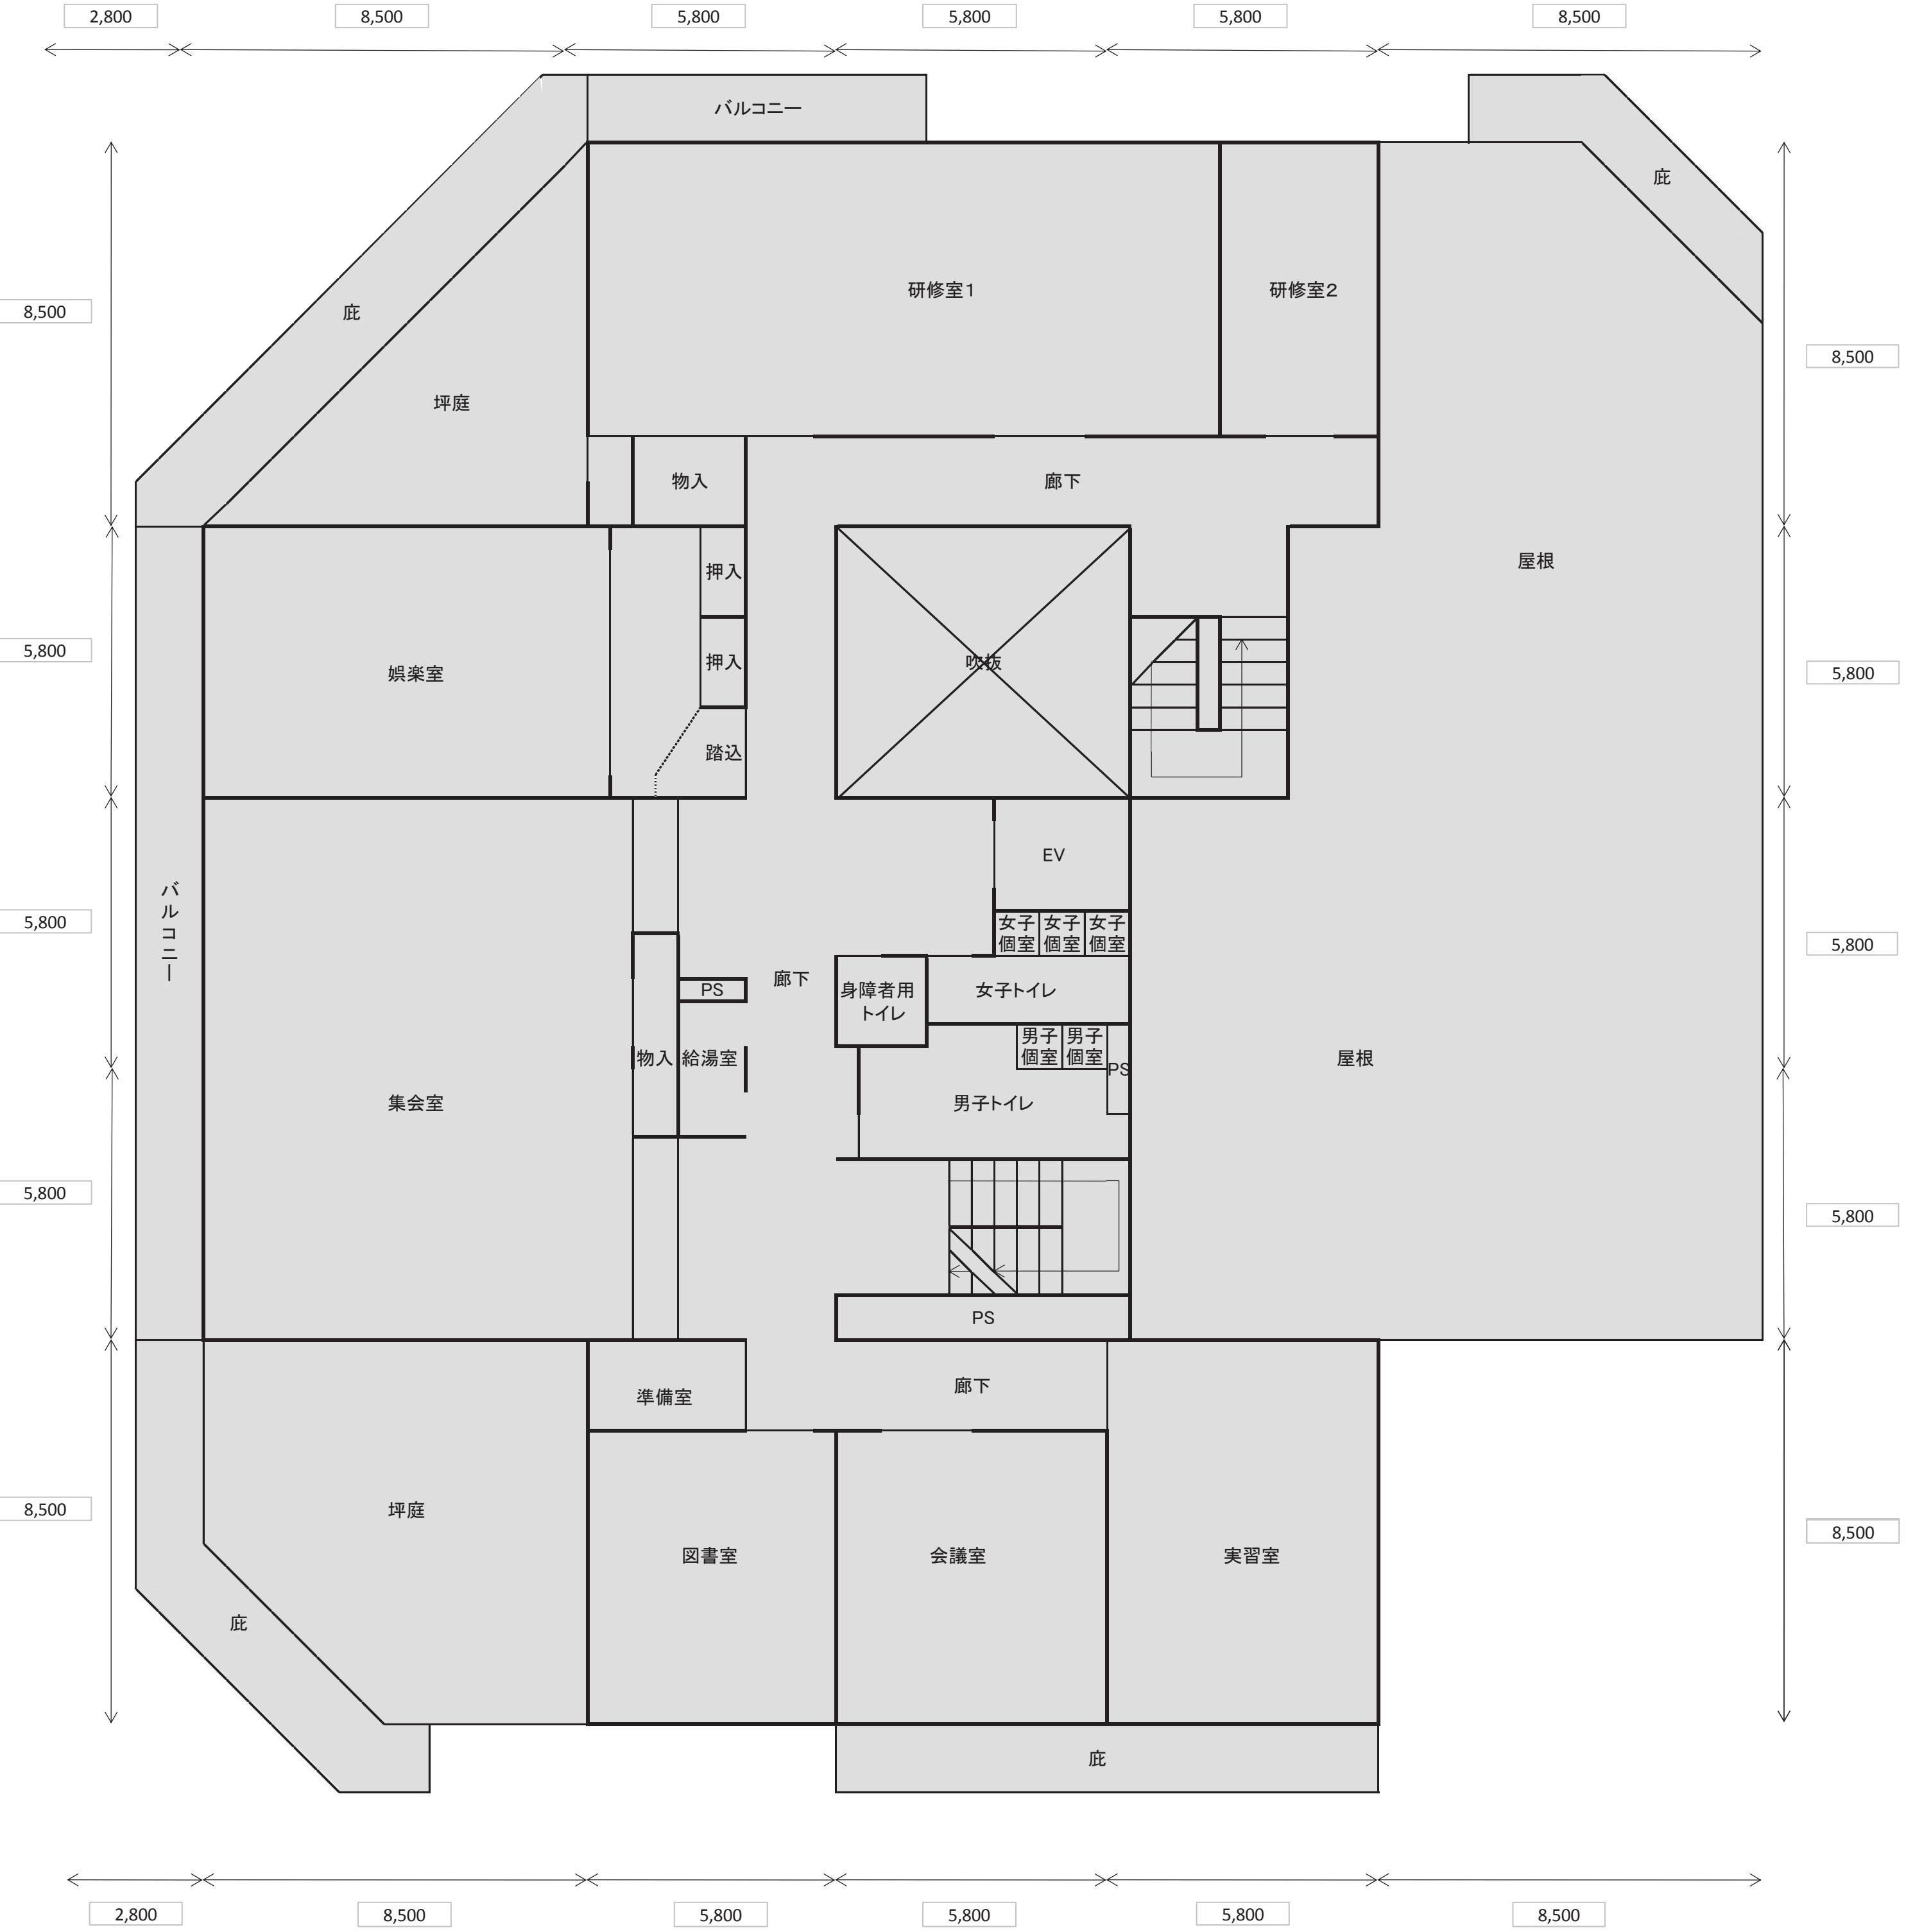 2,800
8,500
5,800
5,800
5,800
8,500
バルコニー
庇
研修室1
研修室2
8,500
庇
8,500
坪庭
物入
廊下
屋根
押入
5,800
娯楽室
押入
吹抜
5,800
踏込
EV
バルコニー
5,800
女子
個室
女子
個室
女子
個室
5,800
廊下
PS
身障者用
トイレ
女子トイレ
男子
個室
男子
個室
物入
給湯室
PS
屋根
集会室
男子トイレ
5,800
5,800
PS
準備室
廊下
8,500
坪庭
図書室
会議室
実習室
8,500
庇
庇
2,800
8,500
5,800
5,800
5,800
8,500